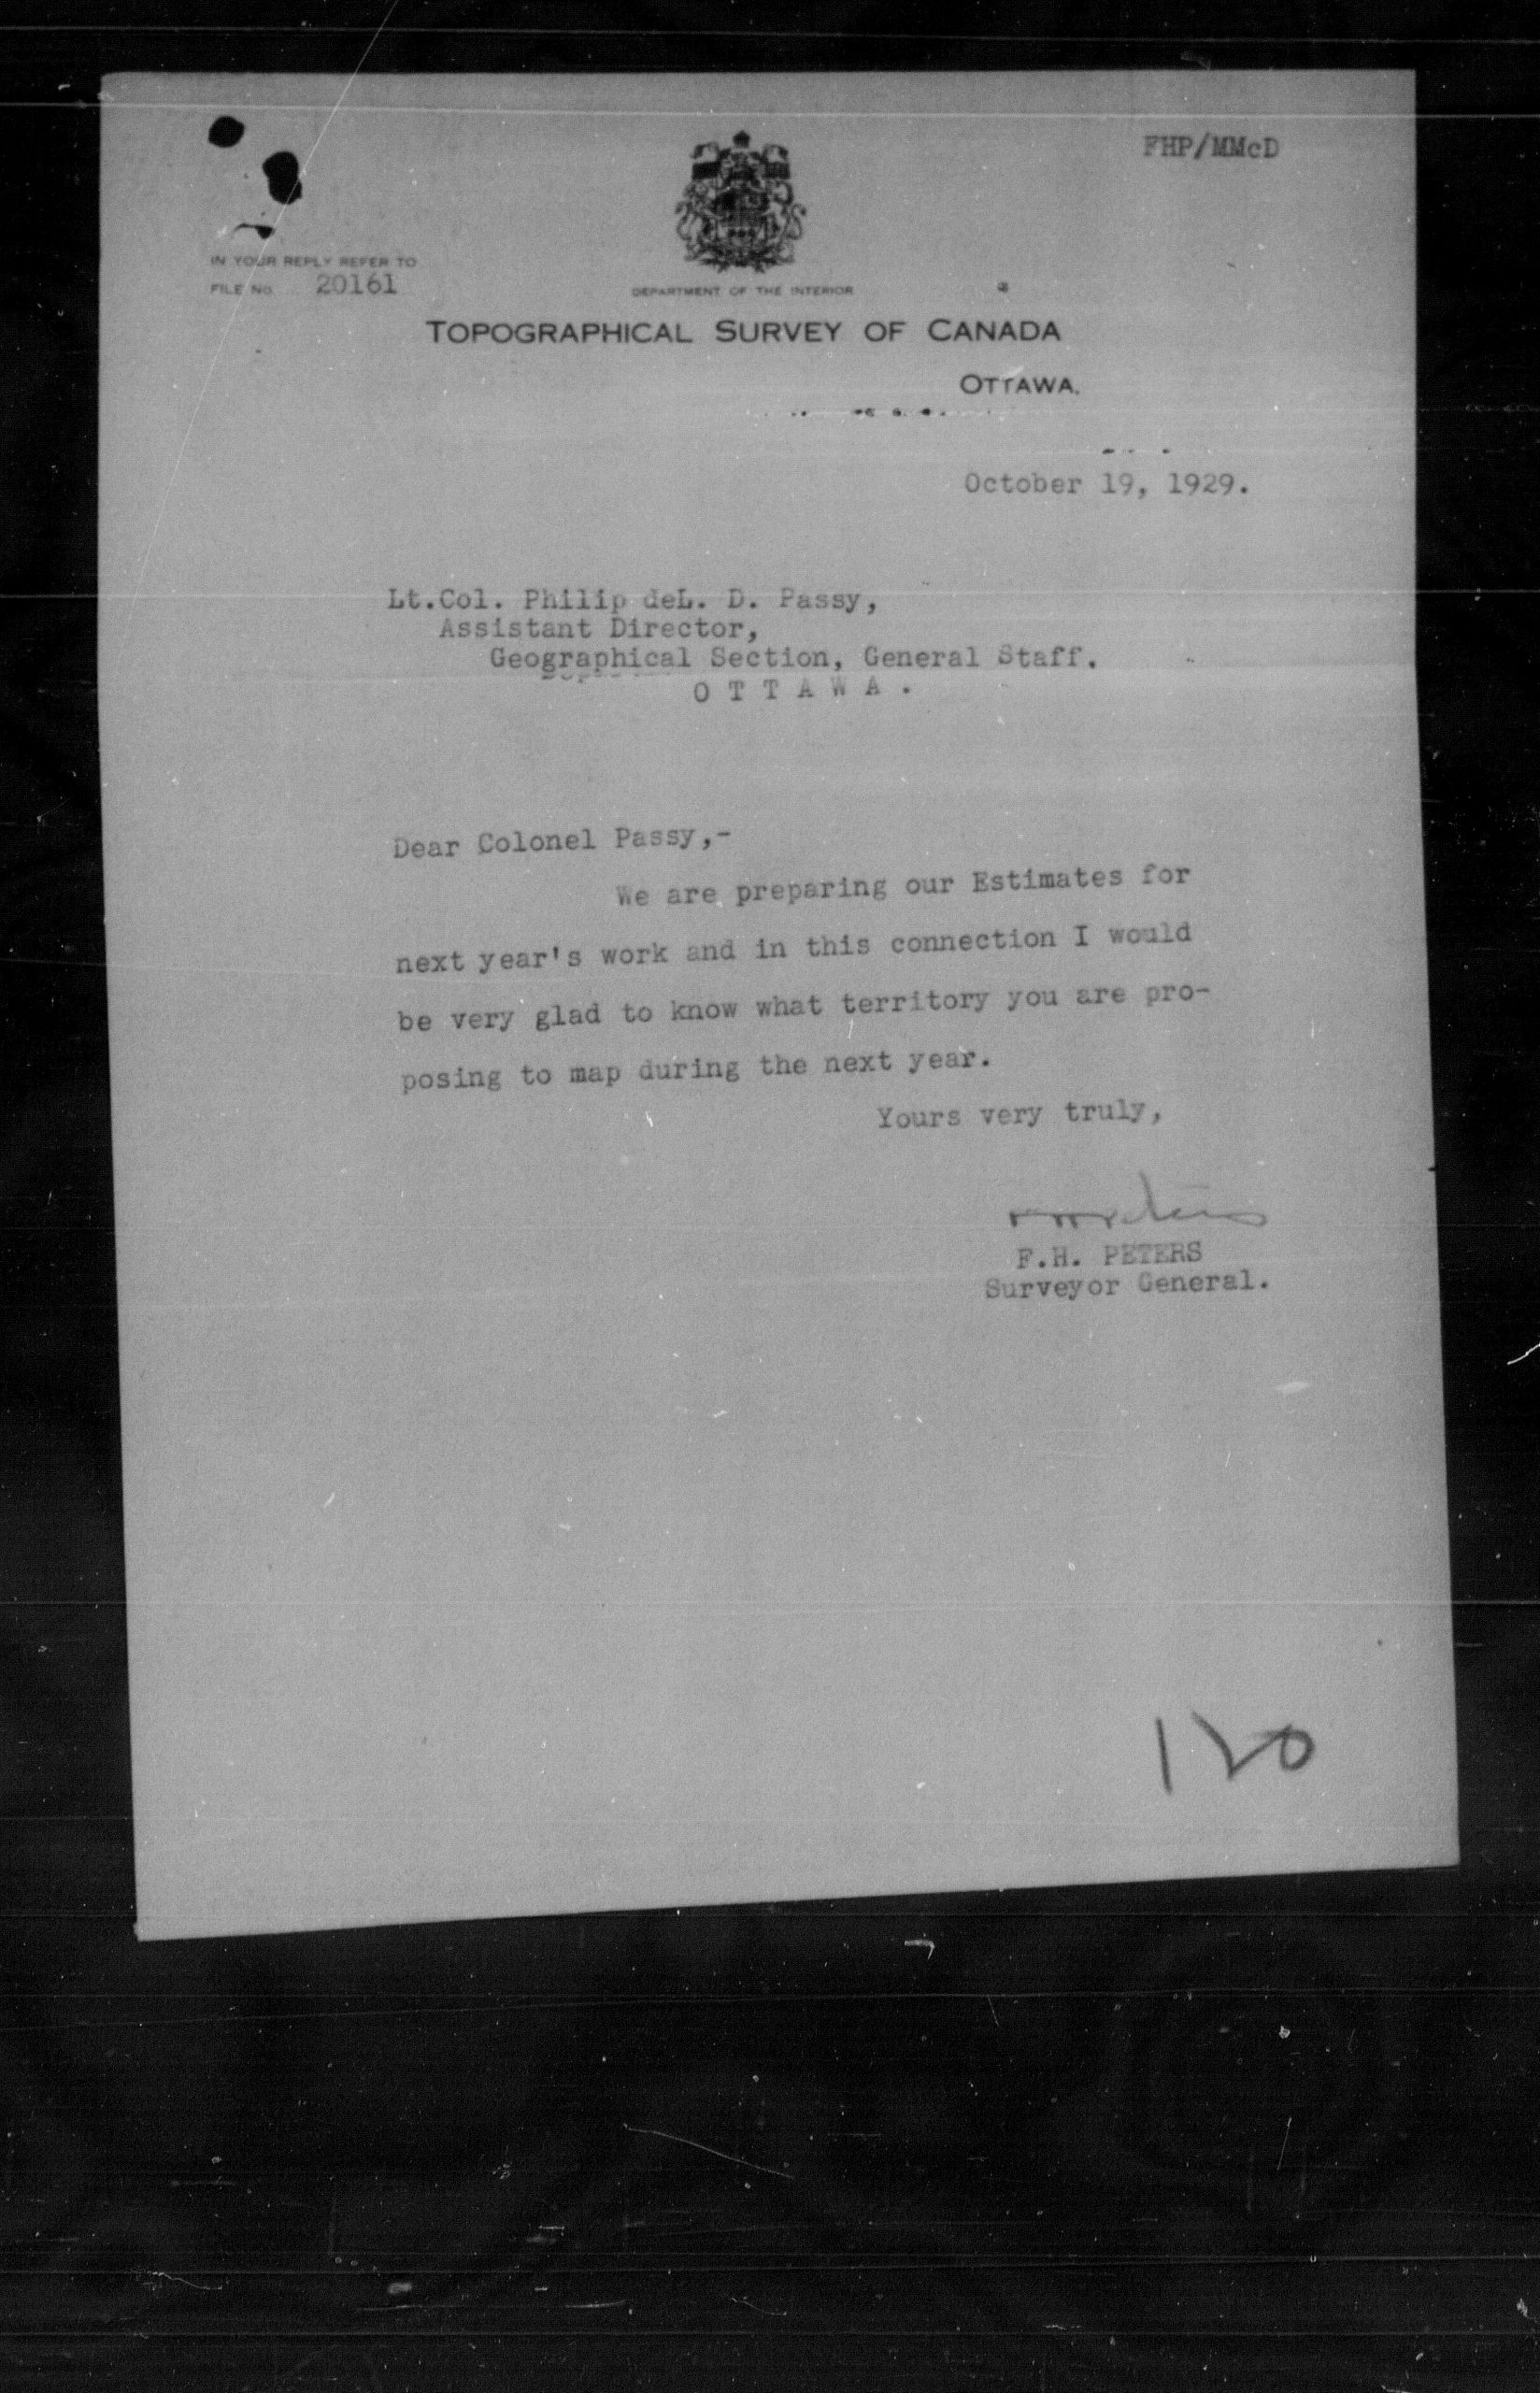 FHP/MMcD
IN YOUR REPLY REFER TO
FILE No. 20161
DEPARTMENT OF THE INTERIOR
TOPOGRAPHICAL SURVEY OF CANADA
OTTAWA.
October 19, 1929.
Lt.Col. Philip deL. D. Passy,
Assistant Director,
Geographical Section, General Staff.
O T T A W A .
Dear Colonel Passy,-
We are preparing our Estimates for
next year's work and in this connection I would
be very glad to know what territory you are pro-
posing to map during the next year.
Yours very truly,
F.H. PETERS
Surveyor General.
120